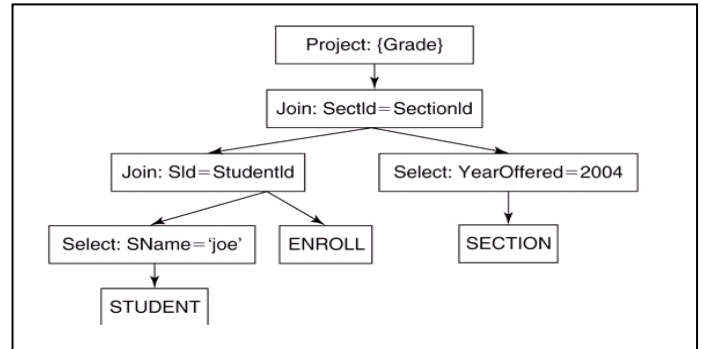 Project: {Grade}
Join: SectId=SectionId
Join: SId=StudentId
Select: YearOffered=2004
Select: SName=‘joe’
ENROLL
SECTION
STUDENT